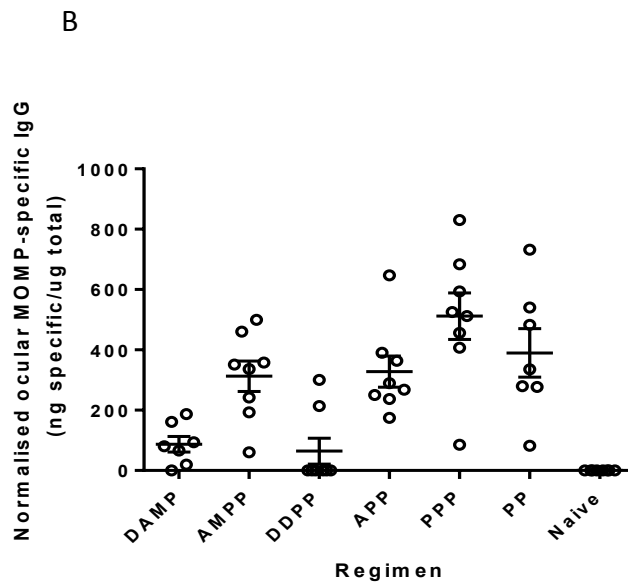 B
Normalised ocular MOMP-specific IgG
(ng specific/ug total)
1000
800
600
400
200
0
DAMP
AMPP
DDPP
APP
PPP
PP
Naive
Regimen